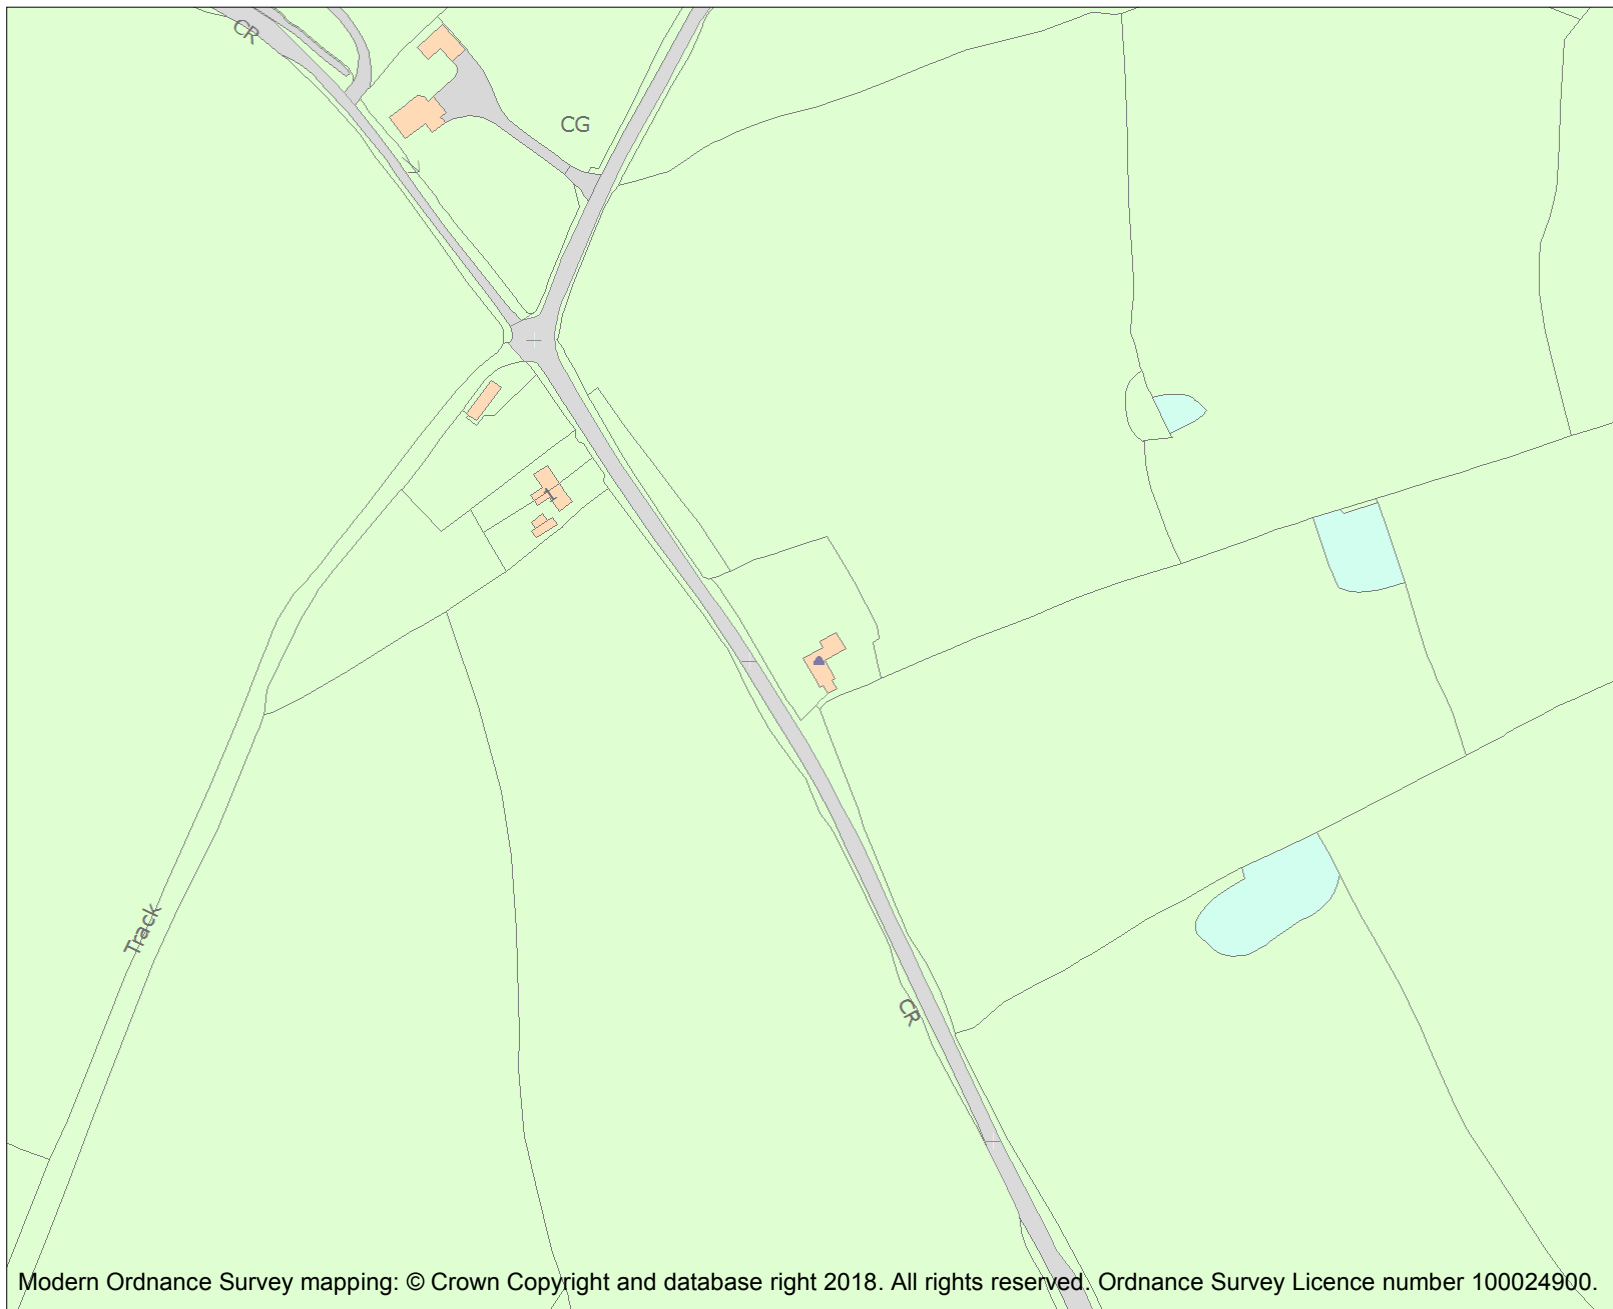 CR
CG
1
Track
CR
Modern Ordnance Survey mapping: © Crown Copyright and database right 2018. All rights reserved. Ordnance Survey Licence number 100024900.